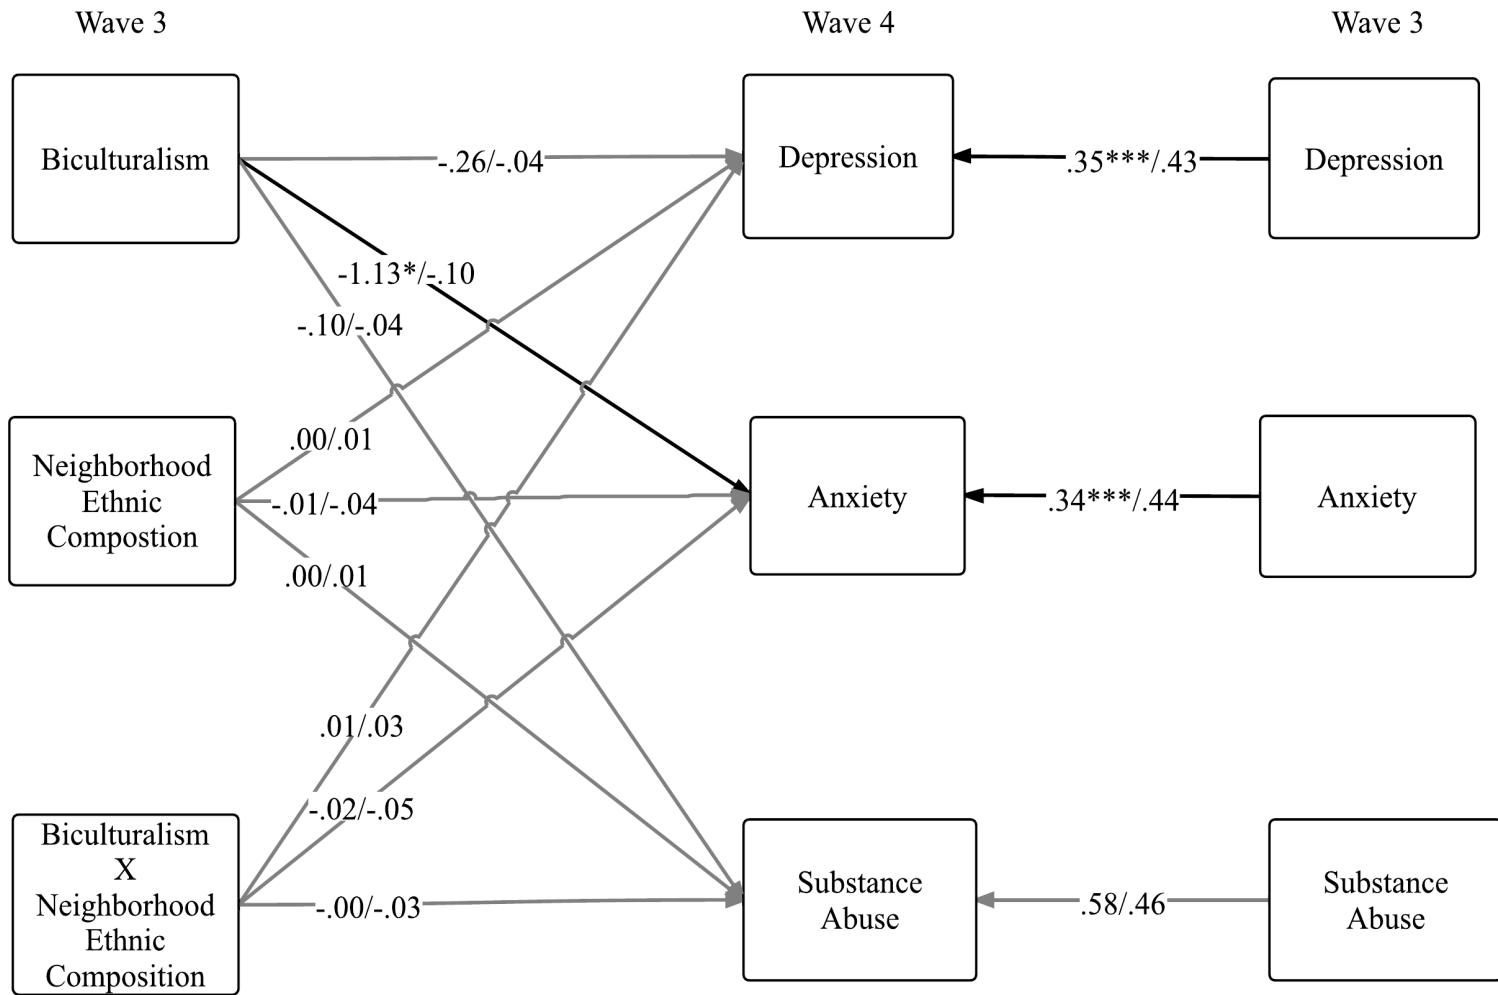 Wave 3
Wave 4
Wave 3
Biculturalism
-.26/-.04
Depression
.35***/.43
Depression
-1.13*/-.10
-.10/-.04
.00/.01
Neighborhood
Ethnic
Compostion
-.01/-.04
Anxiety
.34***/.44
Anxiety
.00/.01
.01/.03
-.02/-.05
Biculturalism
X
Neighborhood
Ethnic
Composition
-.00/-.03
Substance
Abuse
.58/.46
Substance
Abuse